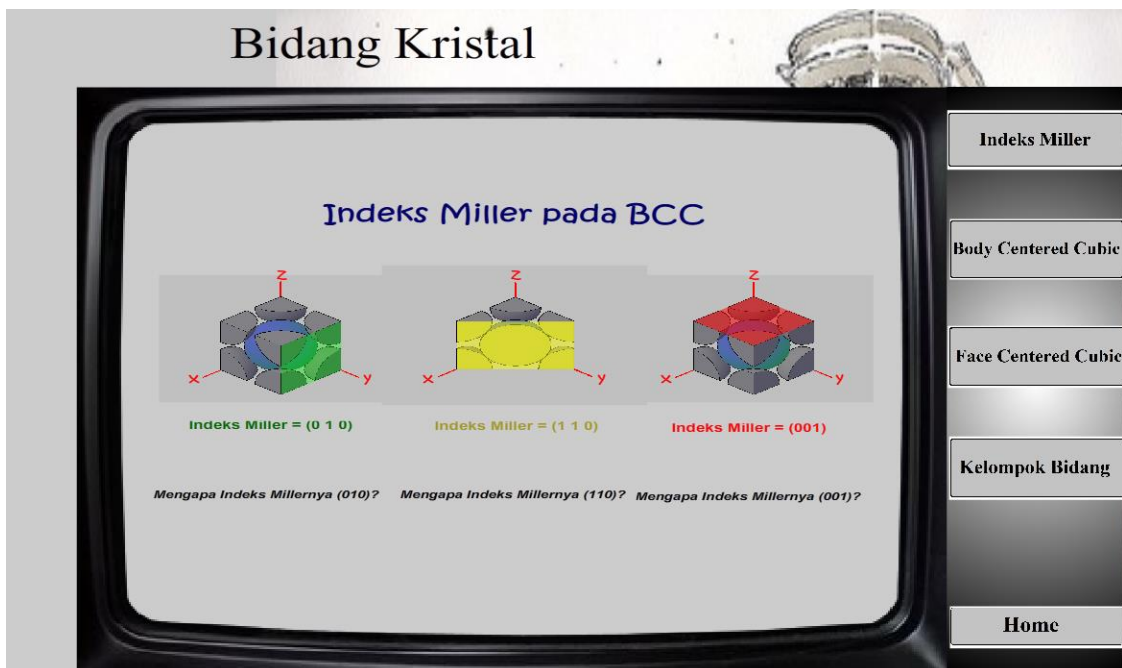 Bidang Kristal
Indeks Miller pada BCC
Z
X
Y
Indeks Miller = (0 1 0)
Mengapa Indeks Millernya (010)?
Z
X
Y
Indeks Miller = (1 1 0)
Mengapa Indeks Millernya (110)?
Z
X
Y
Indeks Miller = (001)
Mengapa Indeks Millernya (001)?
Indeks Miller
Body Centered Cubic
Face Centered Cubic
Kelompok Bidang
Home